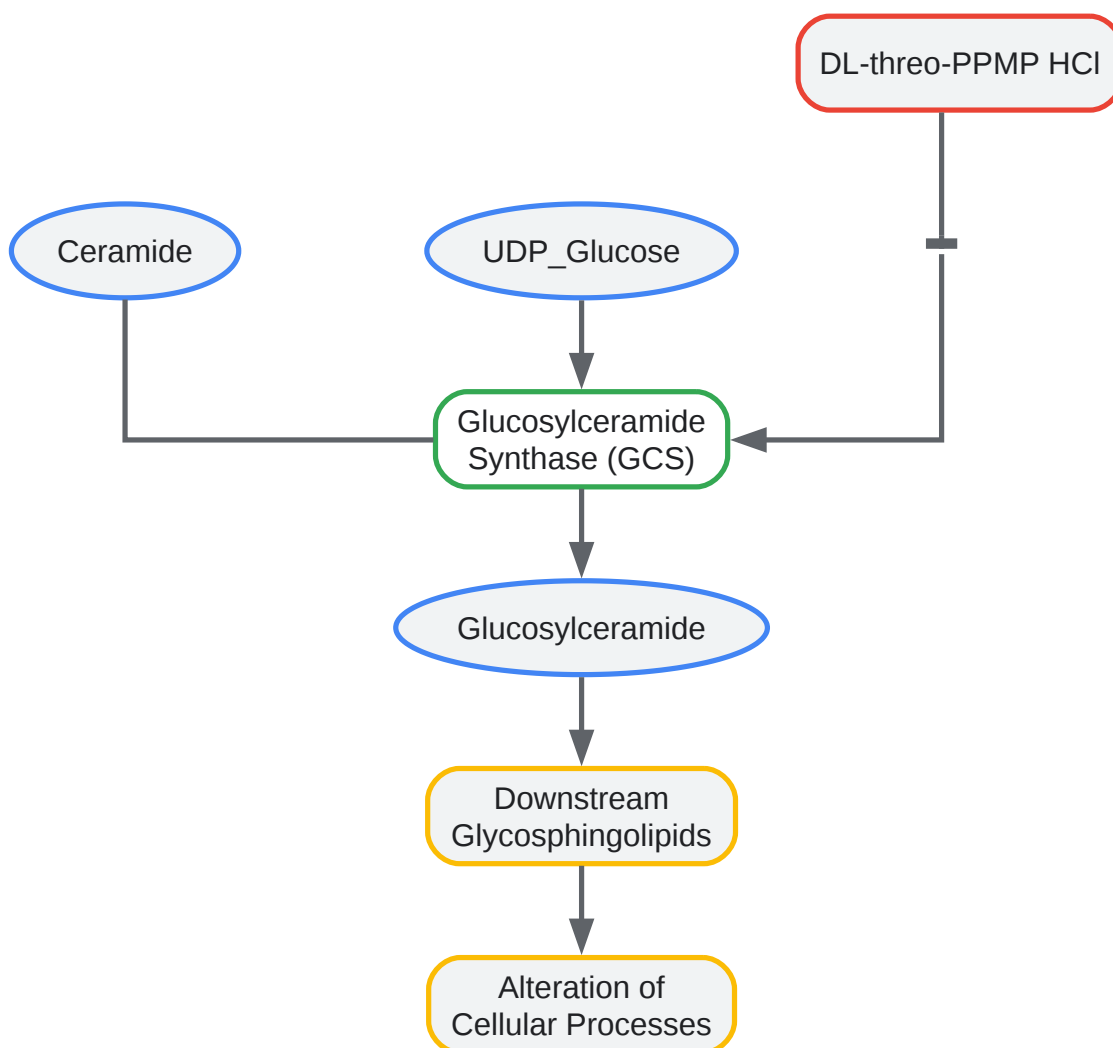 DL-threo-PPMP HCl
Ceramide
UDP_Glucose
Glucosylceramide
Synthase (GCS)
Glucosylceramide
Downstream
Glycosphingolipids
Alteration of
Cellular Processes